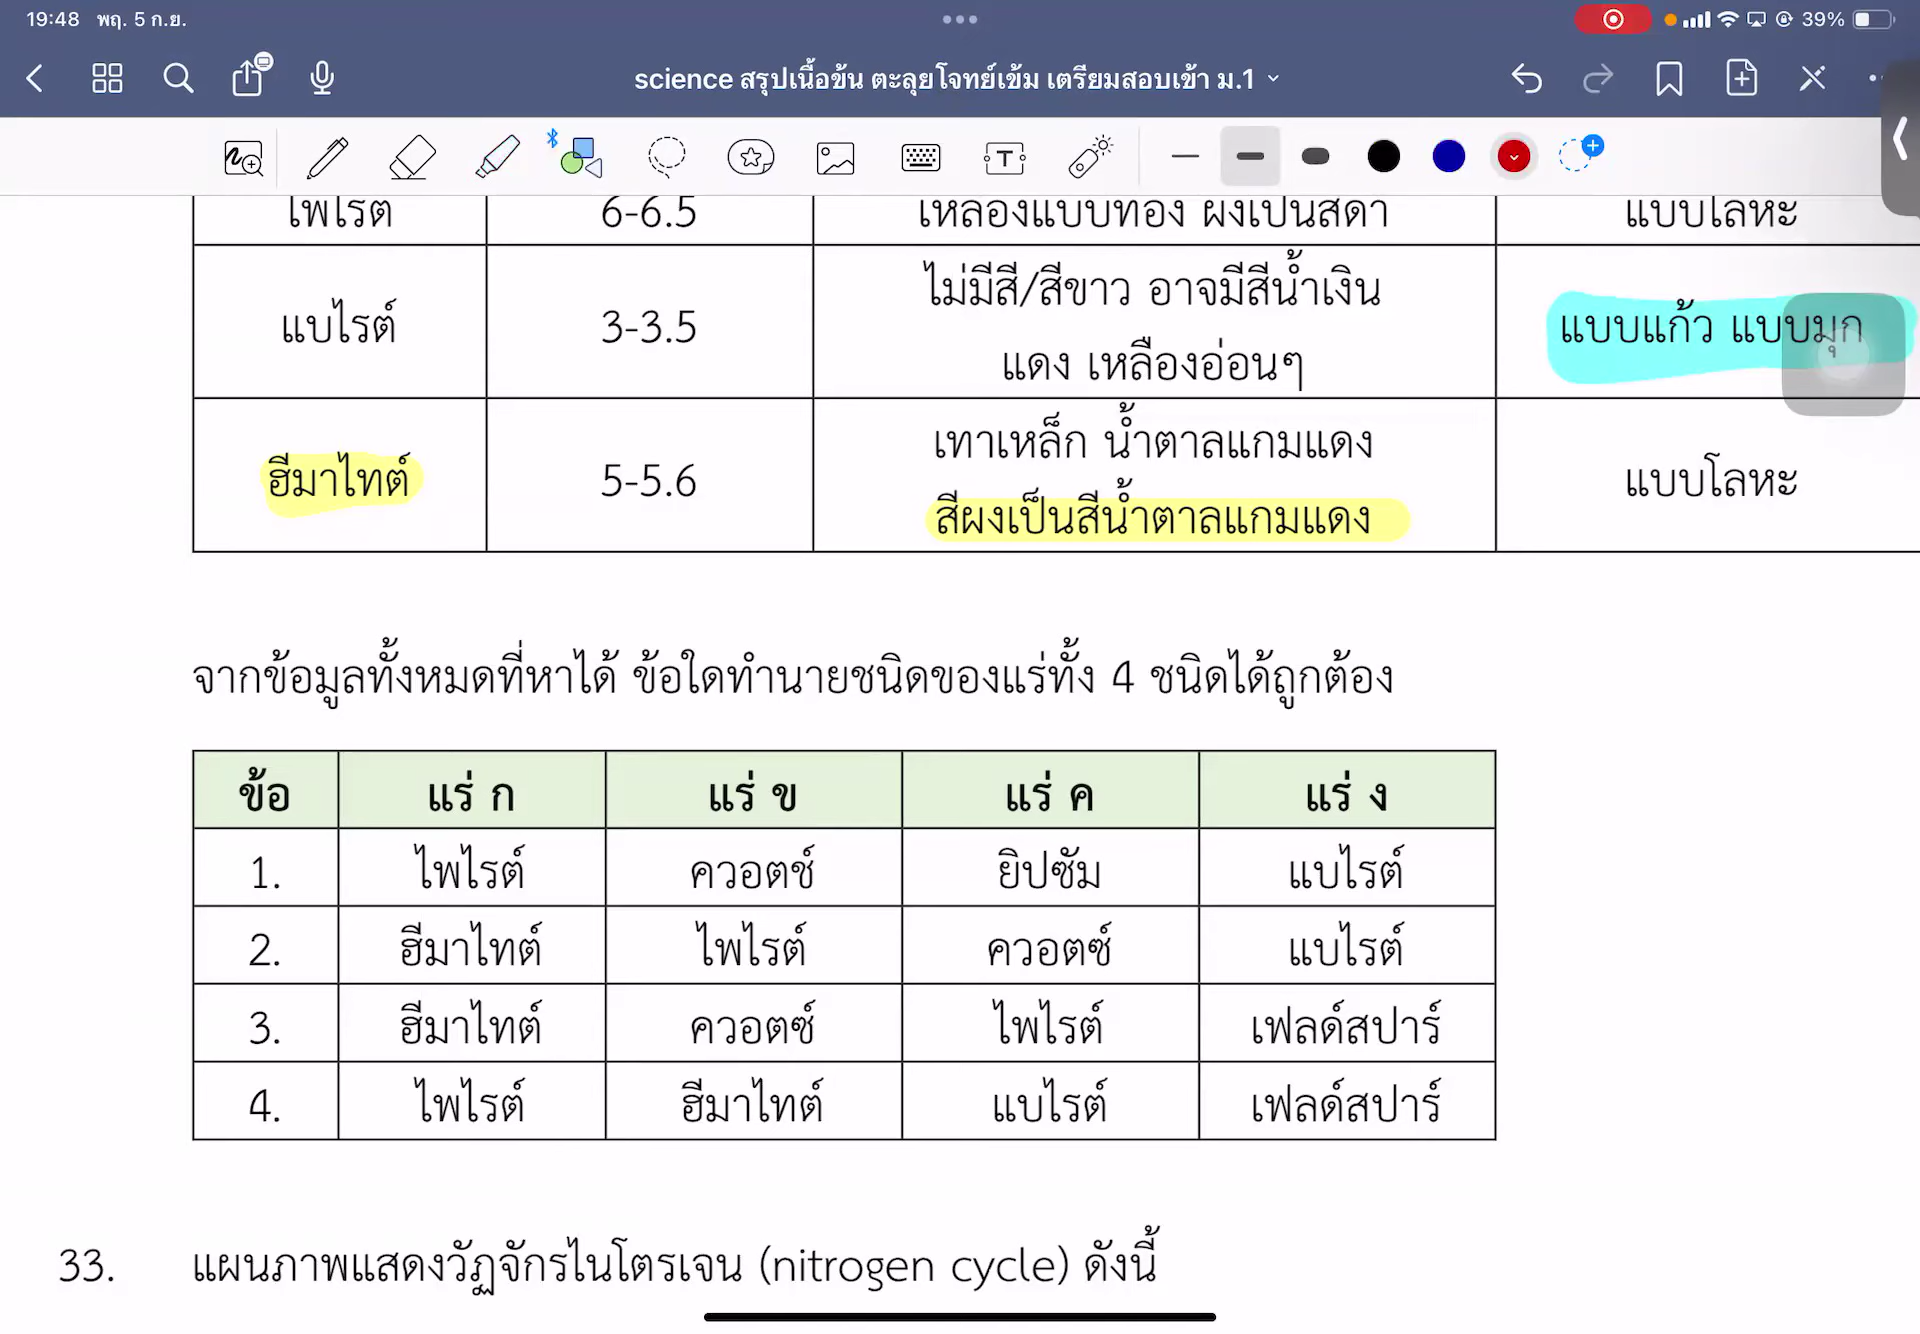 19:48 พฤ. 5 ก.ย.
39%
science สรุปเนื้อข้น ตะลุยโจทย์เข้ม เตรียมสอบเข้า ม.1
ไพไรต์ 6-6.5 เหลืองแบบทอง ผงเป็นสีดำ แบบโลหะ
แบไรต์ 3-3.5 ไม่มีสี/สีขาว อาจมีสีน้ำเงิน แบบแก้ว แบบมุก
แดง เหลืองอ่อนๆ
ฮีมาไทต์ 5-5.6 เทาเหล็ก น้ำตาลแกมแดง แบบโลหะ
สีผงเป็นสีน้ำตาลแกมแดง
จากข้อมูลทั้งหมดที่หาได้ ข้อใดทำนายชนิดของแร่ทั้ง 4 ชนิดได้ถูกต้อง
ข้อ แร่ ก แร่ ข แร่ ค แร่ ง
1. ไพไรต์ ควอตซ์ ยิปซัม แบไรต์
2. ฮีมาไทต์ ไพไรต์ ควอตซ์ แบไรต์
3. ฮีมาไทต์ ควอตซ์ ไพไรต์ เฟลด์สปาร์
4. ไพไรต์ ฮีมาไทต์ แบไรต์ เฟลด์สปาร์
33. แผนภาพแสดงวัฏจักรไนโตรเจน (nitrogen cycle) ดังนี้